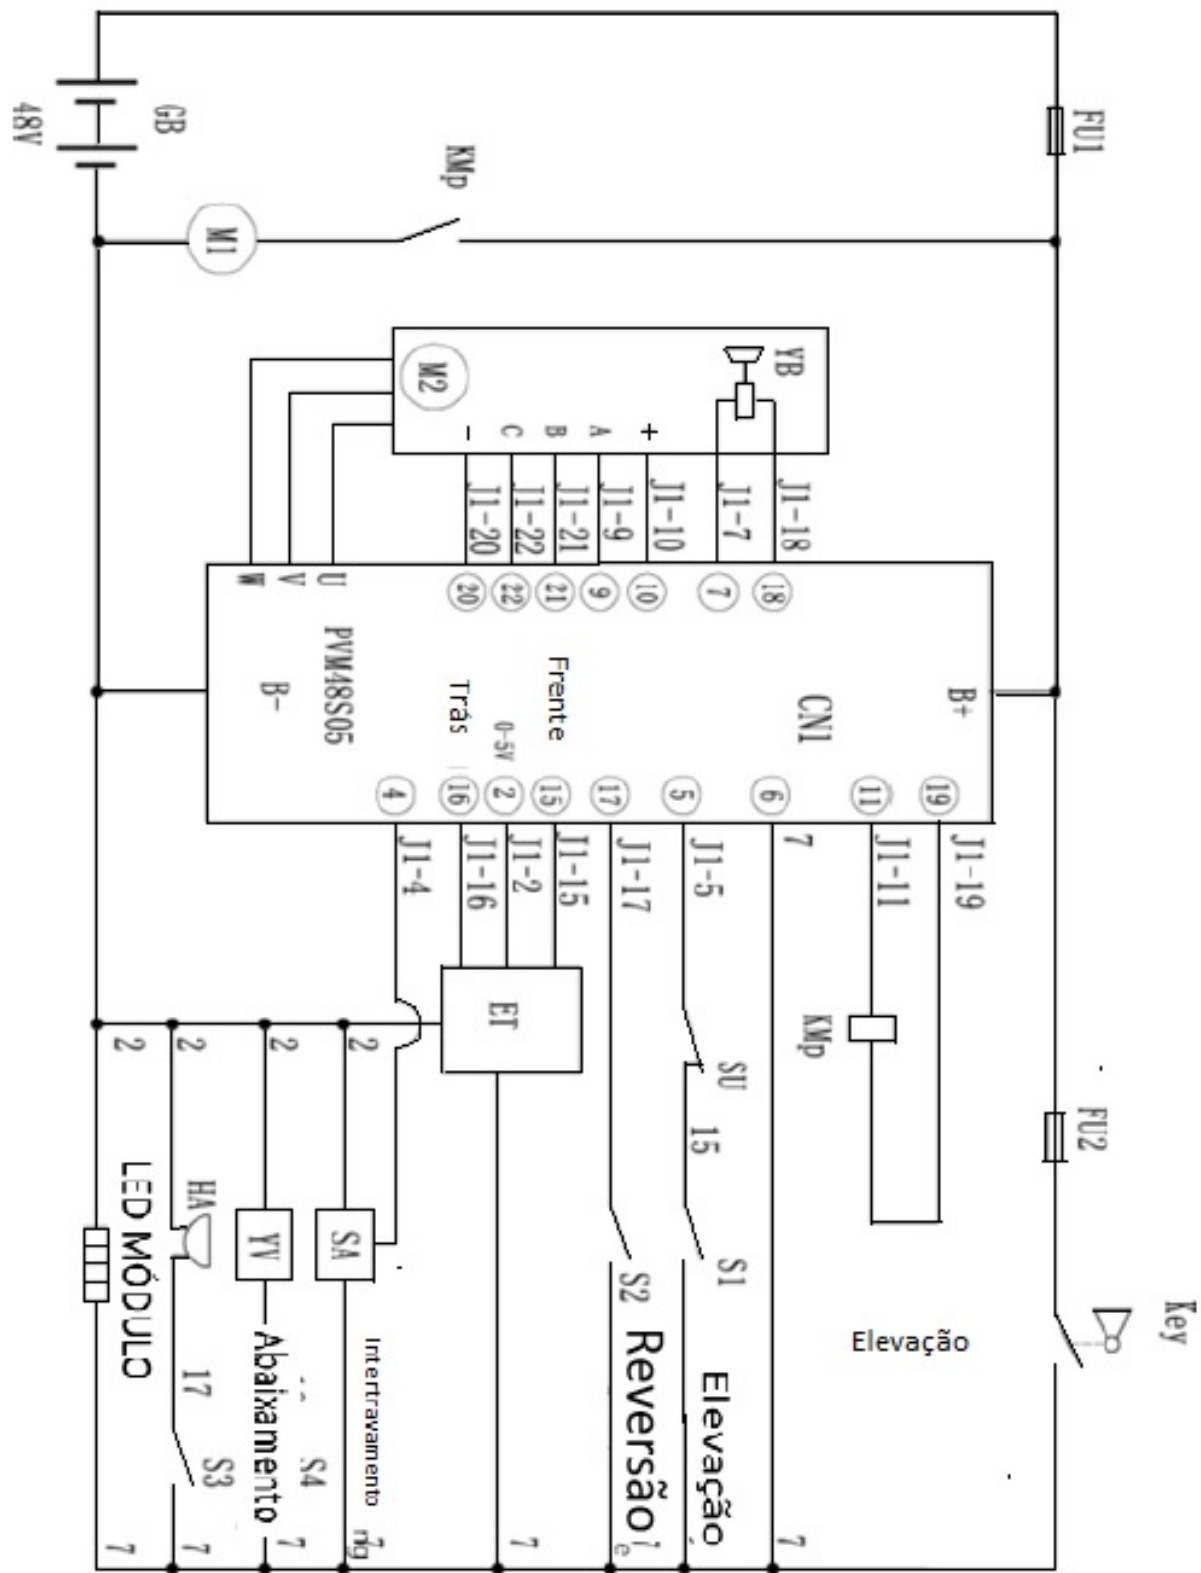 GB
48V
FU1
KMp
M1
M2
YB
-
C
B
A
+
J1-20
J1-22
J1-21
J1-9
J1-10
J1-7
J1-18
W
V
U
20
22
21
9
10
7
18
PVM48S05
B-
Trás
0-5V
Frente
CN1
B+
4
16
2
15
17
5
6
11
19
J1-4
J1-16
J1-2
J1-15
J1-17
J1-5
7
J1-11
J1-19
ET
KMp
SU
15
S1
S2
FU2
Key
2
2
2
2
LED MÓDULO
HA
YV
SA
17
S3
Abaixamento
S4
Intertravamento
Reversão
Elevação
Elevação
7
7
7
7
7
7